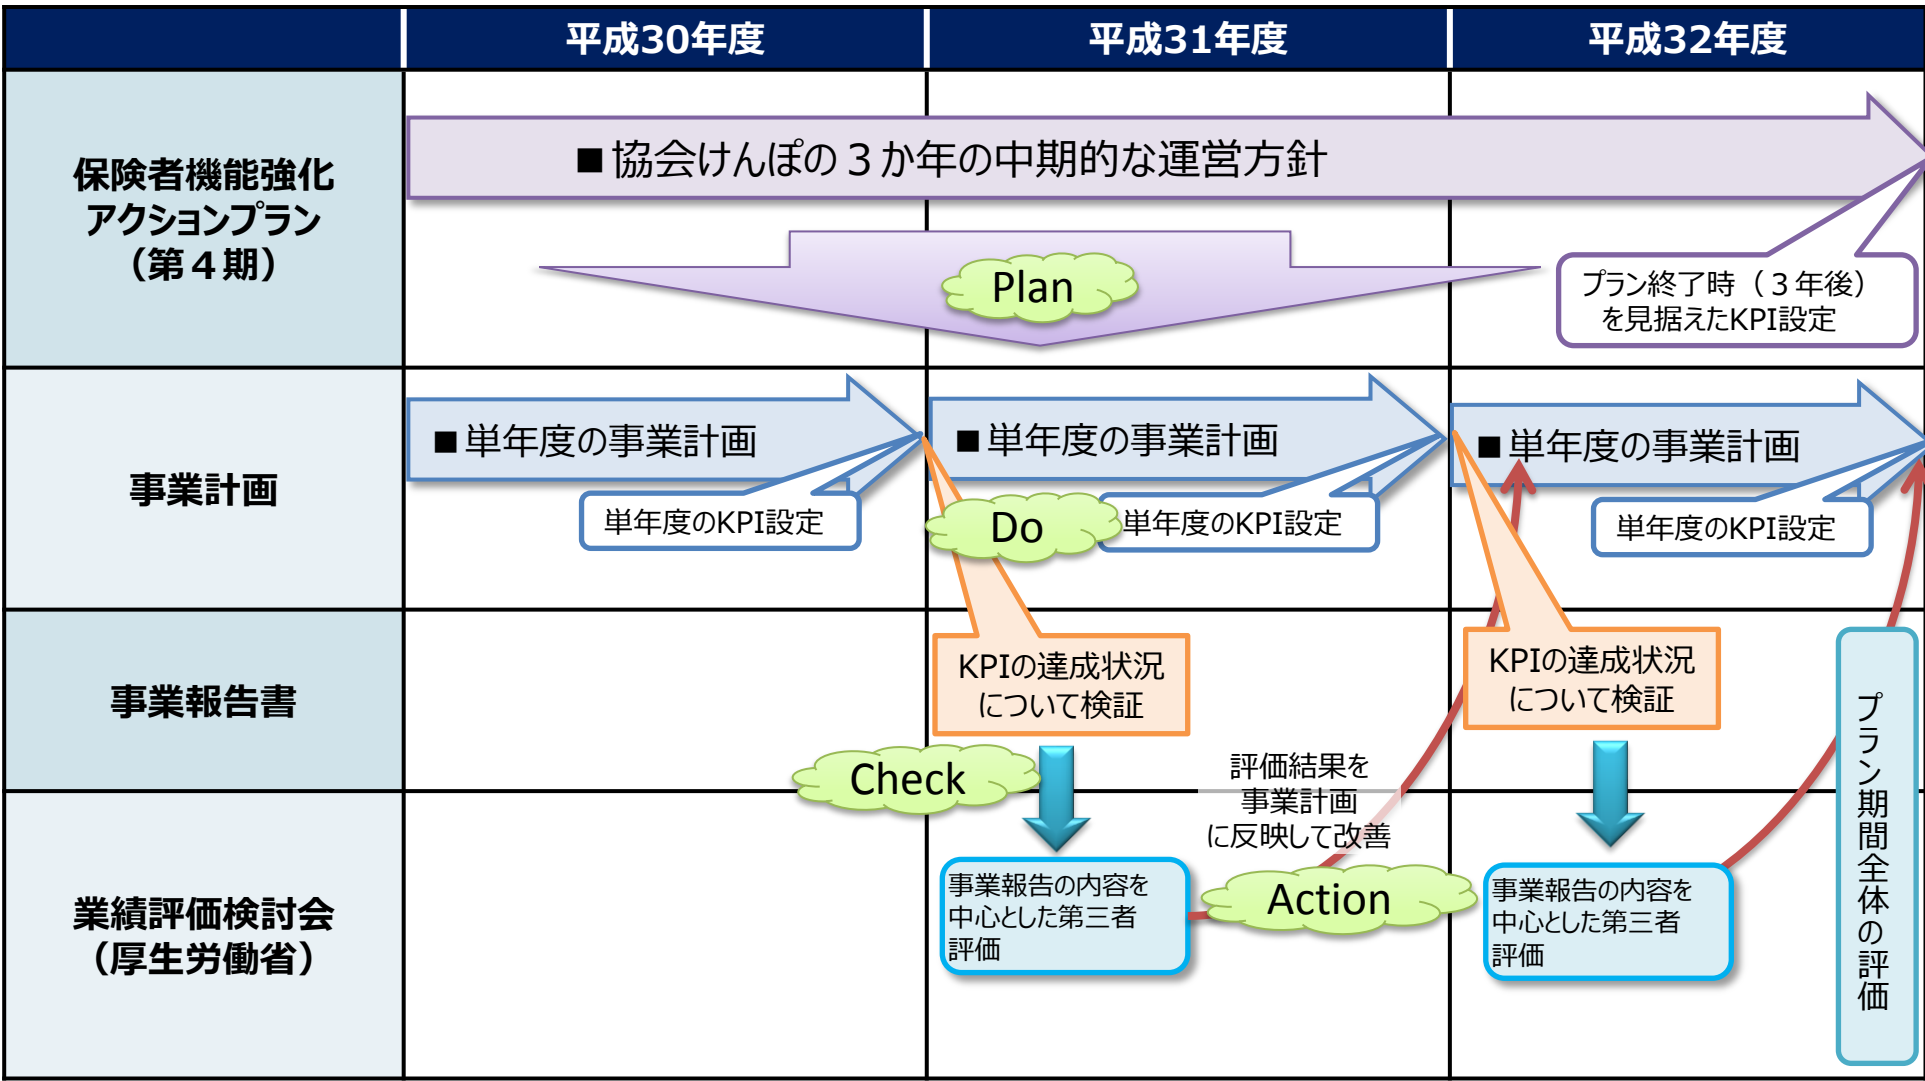 平成30年度
平成31年度
平成32年度
保険者機能強化
アクションプラン
（第４期）
■協会けんぽの３か年の中期的な運営方針
Plan
プラン終了時（３年後）
を見据えたKPI設定
事業計画
■単年度の事業計画
単年度のKPI設定
■単年度の事業計画
Do
単年度のKPI設定
■単年度の事業計画
単年度のKPI設定
事業報告書
KPIの達成状況
について検証
KPIの達成状況
について検証
Check
評価結果を
事業計画
に反映して改善
プラン期間全体の評価
業績評価検討会
（厚生労働省）
事業報告の内容を
中心とした第三者
評価
Action
事業報告の内容を
中心とした第三者
評価